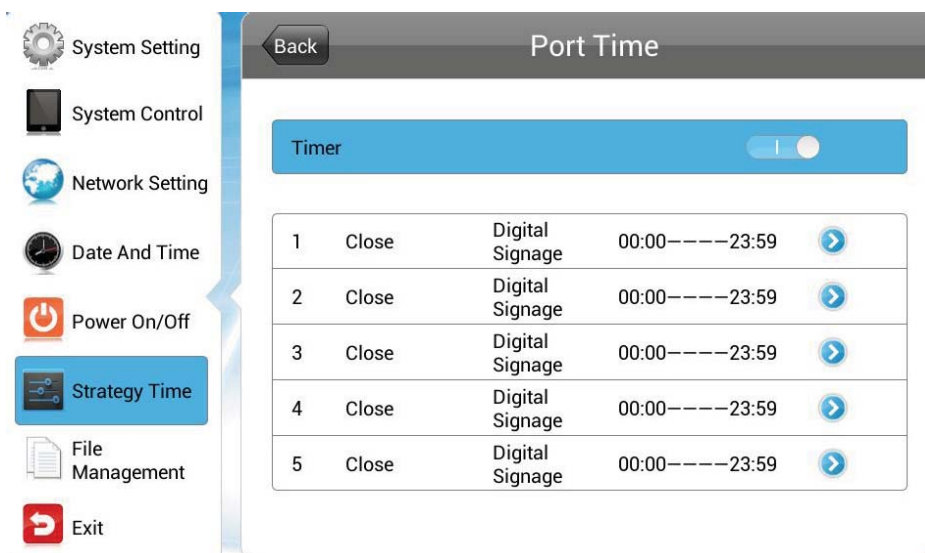 System Setting
System Control
Network Setting
Date And Time
Power On/Off
Strategy Time
File
Management
Exit
Back
Port Time
Timer
1 Close Digital Signage 00:00----23:59
2 Close Digital Signage 00:00----23:59
3 Close Digital Signage 00:00----23:59
4 Close Digital Signage 00:00----23:59
5 Close Digital Signage 00:00----23:59